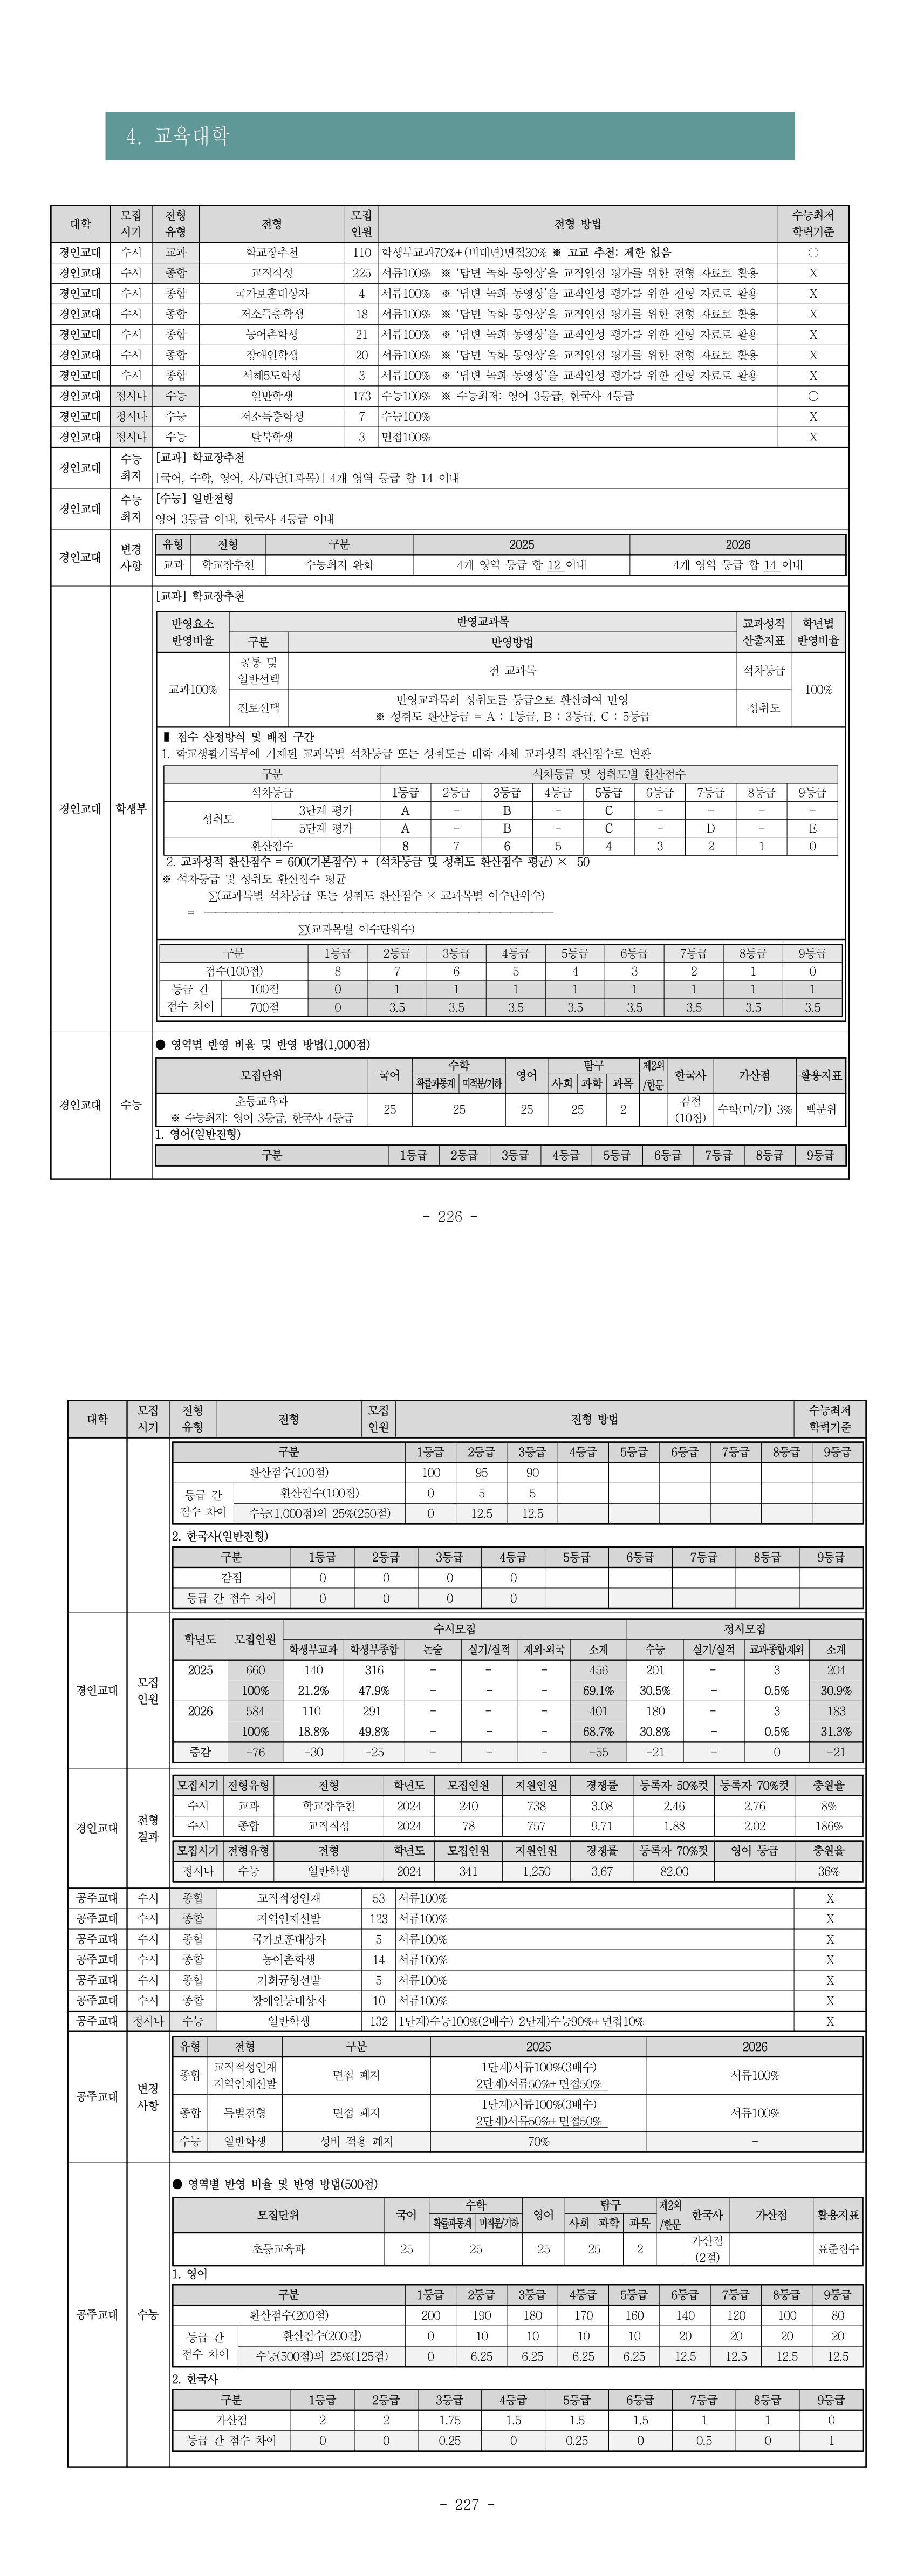 4. 교육대학
대학 모집시기 전형유형 전형 모집인원 전형 방법 수능최저학력기준
경인교대 수시 교과 학교장추천 110 학생부교과70%+(비대면)면접30% ※ 고교 추천: 제한 없음 ○
경인교대 수시 종합 교직적성 225 서류100% ※ ‘답변 녹화 동영상’을 교직인성 평가를 위한 전형 자료로 활용 X
경인교대 수시 종합 국가보훈대상자 4 서류100% ※ ‘답변 녹화 동영상’을 교직인성 평가를 위한 전형 자료로 활용 X
경인교대 수시 종합 저소득층학생 18 서류100% ※ ‘답변 녹화 동영상’을 교직인성 평가를 위한 전형 자료로 활용 X
경인교대 수시 종합 농어촌학생 21 서류100% ※ ‘답변 녹화 동영상’을 교직인성 평가를 위한 전형 자료로 활용 X
경인교대 수시 종합 장애인학생 20 서류100% ※ ‘답변 녹화 동영상’을 교직인성 평가를 위한 전형 자료로 활용 X
경인교대 수시 종합 서해5도학생 3 서류100% ※ ‘답변 녹화 동영상’을 교직인성 평가를 위한 전형 자료로 활용 X
경인교대 정시나 수능 일반학생 173 수능100% ※ 수능최저: 영어 3등급, 한국사 4등급 ○
경인교대 정시나 수능 저소득층학생 7 수능100% X
경인교대 정시나 수능 탈북학생 3 면접100% X
경인교대 수능최저 [교과] 학교장추천
[국어, 수학, 영어, 사/과탐(1과목)] 4개 영역 등급 합 14 이내
경인교대 수능최저 [수능] 일반전형
영어 3등급 이내, 한국사 4등급 이내
경인교대 변경사항 유형 전형 구분 2025 2026
교과 학교장추천 수능최저 완화 4개 영역 등급 합 12 이내 4개 영역 등급 합 14 이내
경인교대 학생부 [교과] 학교장추천
반영요소 반영비율 반영교과목 교과성적 산출지표 학년별 반영비율
구분 반영방법
교과100% 공통 및 일반선택 전 교과목 석차등급 100%
진로선택 반영교과목의 성취도를 등급으로 환산하여 반영 성취도
※ 성취도 환산등급 = A : 1등급, B : 3등급, C : 5등급
▮ 점수 산정방식 및 배점 구간
1. 학교생활기록부에 기재된 교과목별 석차등급 또는 성취도를 대학 자체 교과성적 환산점수로 변환
구분 석차등급 및 성취도별 환산점수
석차등급 1등급 2등급 3등급 4등급 5등급 6등급 7등급 8등급 9등급
성취도 3단계 평가 A - B - C - - - -
5단계 평가 A - B - C - D - E
환산점수 8 7 6 5 4 3 2 1 0
2. 교과성적 환산점수 = 600(기본점수) + (석차등급 및 성취도 환산점수 평균) × 50
※ 석차등급 및 성취도 환산점수 평균
∑(교과목별 석차등급 또는 성취도 환산점수 × 교과목별 이수단위수)
=
∑(교과목별 이수단위수)
구분 1등급 2등급 3등급 4등급 5등급 6등급 7등급 8등급 9등급
점수(100점) 8 7 6 5 4 3 2 1 0
등급 간 점수 차이 100점 0 1 1 1 1 1 1 1 1
700점 0 3.5 3.5 3.5 3.5 3.5 3.5 3.5 3.5
경인교대 수능 ● 영역별 반영 비율 및 반영 방법(1,000점)
모집단위 국어 수학 영어 탐구 제2외/한문 한국사 가산점 활용지표
확률과통계 미적분/기하 사회 과학 과목
초등교육과 25 25 25 25 2 감점(10점) 수학(미/기) 3% 백분위
※ 수능최저: 영어 3등급, 한국사 4등급
1. 영어(일반전형)
구분 1등급 2등급 3등급 4등급 5등급 6등급 7등급 8등급 9등급
- 226 -
대학 모집시기 전형유형 전형 모집인원 전형 방법 수능최저학력기준
구분 1등급 2등급 3등급 4등급 5등급 6등급 7등급 8등급 9등급
환산점수(100점) 100 95 90
등급 간 점수 차이 환산점수(100점) 0 5 5
수능(1,000점)의 25%(250점) 0 12.5 12.5
2. 한국사(일반전형)
구분 1등급 2등급 3등급 4등급 5등급 6등급 7등급 8등급 9등급
감점 0 0 0 0
등급 간 점수 차이 0 0 0 0
경인교대 모집인원 학년도 모집인원 수시모집 정시모집
학생부교과 학생부종합 논술 실기/실적 재외·외국 소계 수능 실기/실적 교과종합재외 소계
2025 660 140 316 - - - 456 201 - 3 204
100% 21.2% 47.9% - - - 69.1% 30.5% - 0.5% 30.9%
2026 584 110 291 - - - 401 180 - 3 183
100% 18.8% 49.8% - - - 68.7% 30.8% - 0.5% 31.3%
증감 -76 -30 -25 - - - -55 -21 - 0 -21
경인교대 전형결과 모집시기 전형유형 전형 학년도 모집인원 지원인원 경쟁률 등록자 50%컷 등록자 70%컷 충원율
수시 교과 학교장추천 2024 240 738 3.08 2.46 2.76 8%
수시 종합 교직적성 2024 78 757 9.71 1.88 2.02 186%
모집시기 전형유형 전형 학년도 모집인원 지원인원 경쟁률 등록자 70%컷 영어 등급 충원율
정시나 수능 일반학생 2024 341 1,250 3.67 82.00 36%
공주교대 수시 종합 교직적성인재 53 서류100% X
공주교대 수시 종합 지역인재선발 123 서류100% X
공주교대 수시 종합 국가보훈대상자 5 서류100% X
공주교대 수시 종합 농어촌학생 14 서류100% X
공주교대 수시 종합 기회균형선발 5 서류100% X
공주교대 수시 종합 장애인등대상자 10 서류100% X
공주교대 정시나 수능 일반학생 132 1단계)수능100%(2배수) 2단계)수능90%+면접10% X
공주교대 변경사항 유형 전형 구분 2025 2026
종합 교직적성인재 지역인재선발 면접 폐지 1단계)서류100%(3배수) 2단계)서류50%+면접50% 서류100%
종합 특별전형 면접 폐지 1단계)서류100%(3배수) 2단계)서류50%+면접50% 서류100%
수능 일반학생 성비 적용 폐지 70% -
공주교대 수능 ● 영역별 반영 비율 및 반영 방법(500점)
모집단위 국어 수학 영어 탐구 제2외/한문 한국사 가산점 활용지표
확률과통계 미적분/기하 사회 과학 과목
초등교육과 25 25 25 25 2 가산점(2점) 표준점수
1. 영어
구분 1등급 2등급 3등급 4등급 5등급 6등급 7등급 8등급 9등급
환산점수(200점) 200 190 180 170 160 140 120 100 80
등급 간 점수 차이 환산점수(200점) 0 10 10 10 10 20 20 20 20
수능(500점)의 25%(125점) 0 6.25 6.25 6.25 6.25 12.5 12.5 12.5 12.5
2. 한국사
구분 1등급 2등급 3등급 4등급 5등급 6등급 7등급 8등급 9등급
가산점 2 2 1.75 1.5 1.5 1.5 1 1 0
등급 간 점수 차이 0 0 0.25 0 0.25 0 0.5 0 1
- 227 -